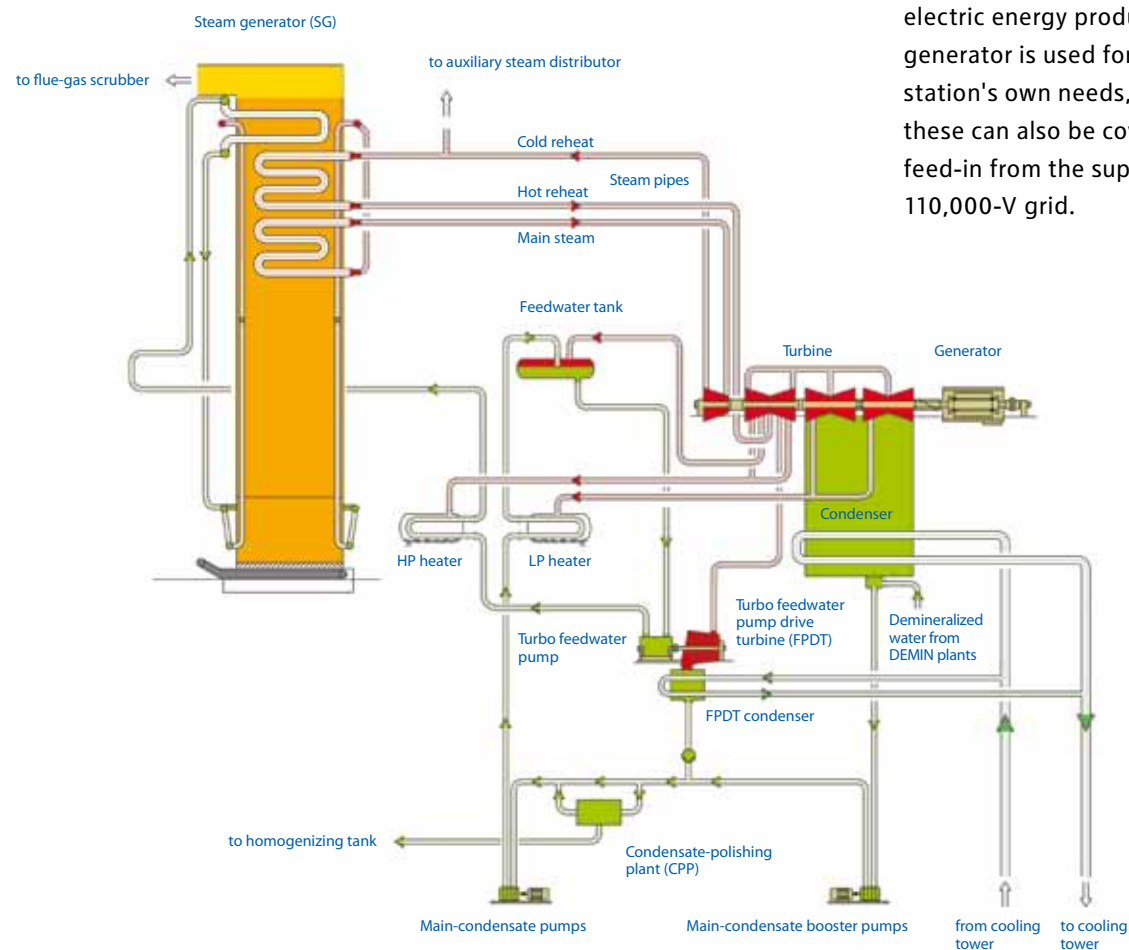 electric energy produ
generator is used for
station's own needs,
these can also be cov
feed-in from the sup
110,000-V grid.
Steam generator (SG)
to flue-gas scrubber
to auxiliary steam distributor
Cold reheat
Steam pipes
Hot reheat
Main steam
Feedwater tank
Turbine
Generator
Condenser
HP heater
LP heater
Turbo feedwater
pump drive
turbine (FPDT)
Demineralized
water from
DEMIN plants
Turbo feedwater
pump
FPDT condenser
to homogenizing tank
Condensate-polishing
plant (CPP)
Main-condensate pumps
Main-condensate booster pumps
from cooling
tower
to cooling
tower